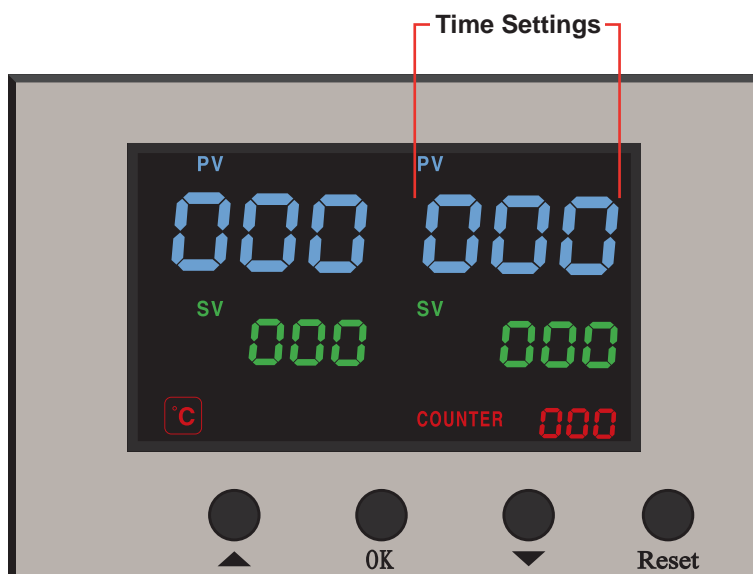 Time Settings
PV PV
000 000
SV SV
000 000
°C COUNTER 000
OK Reset